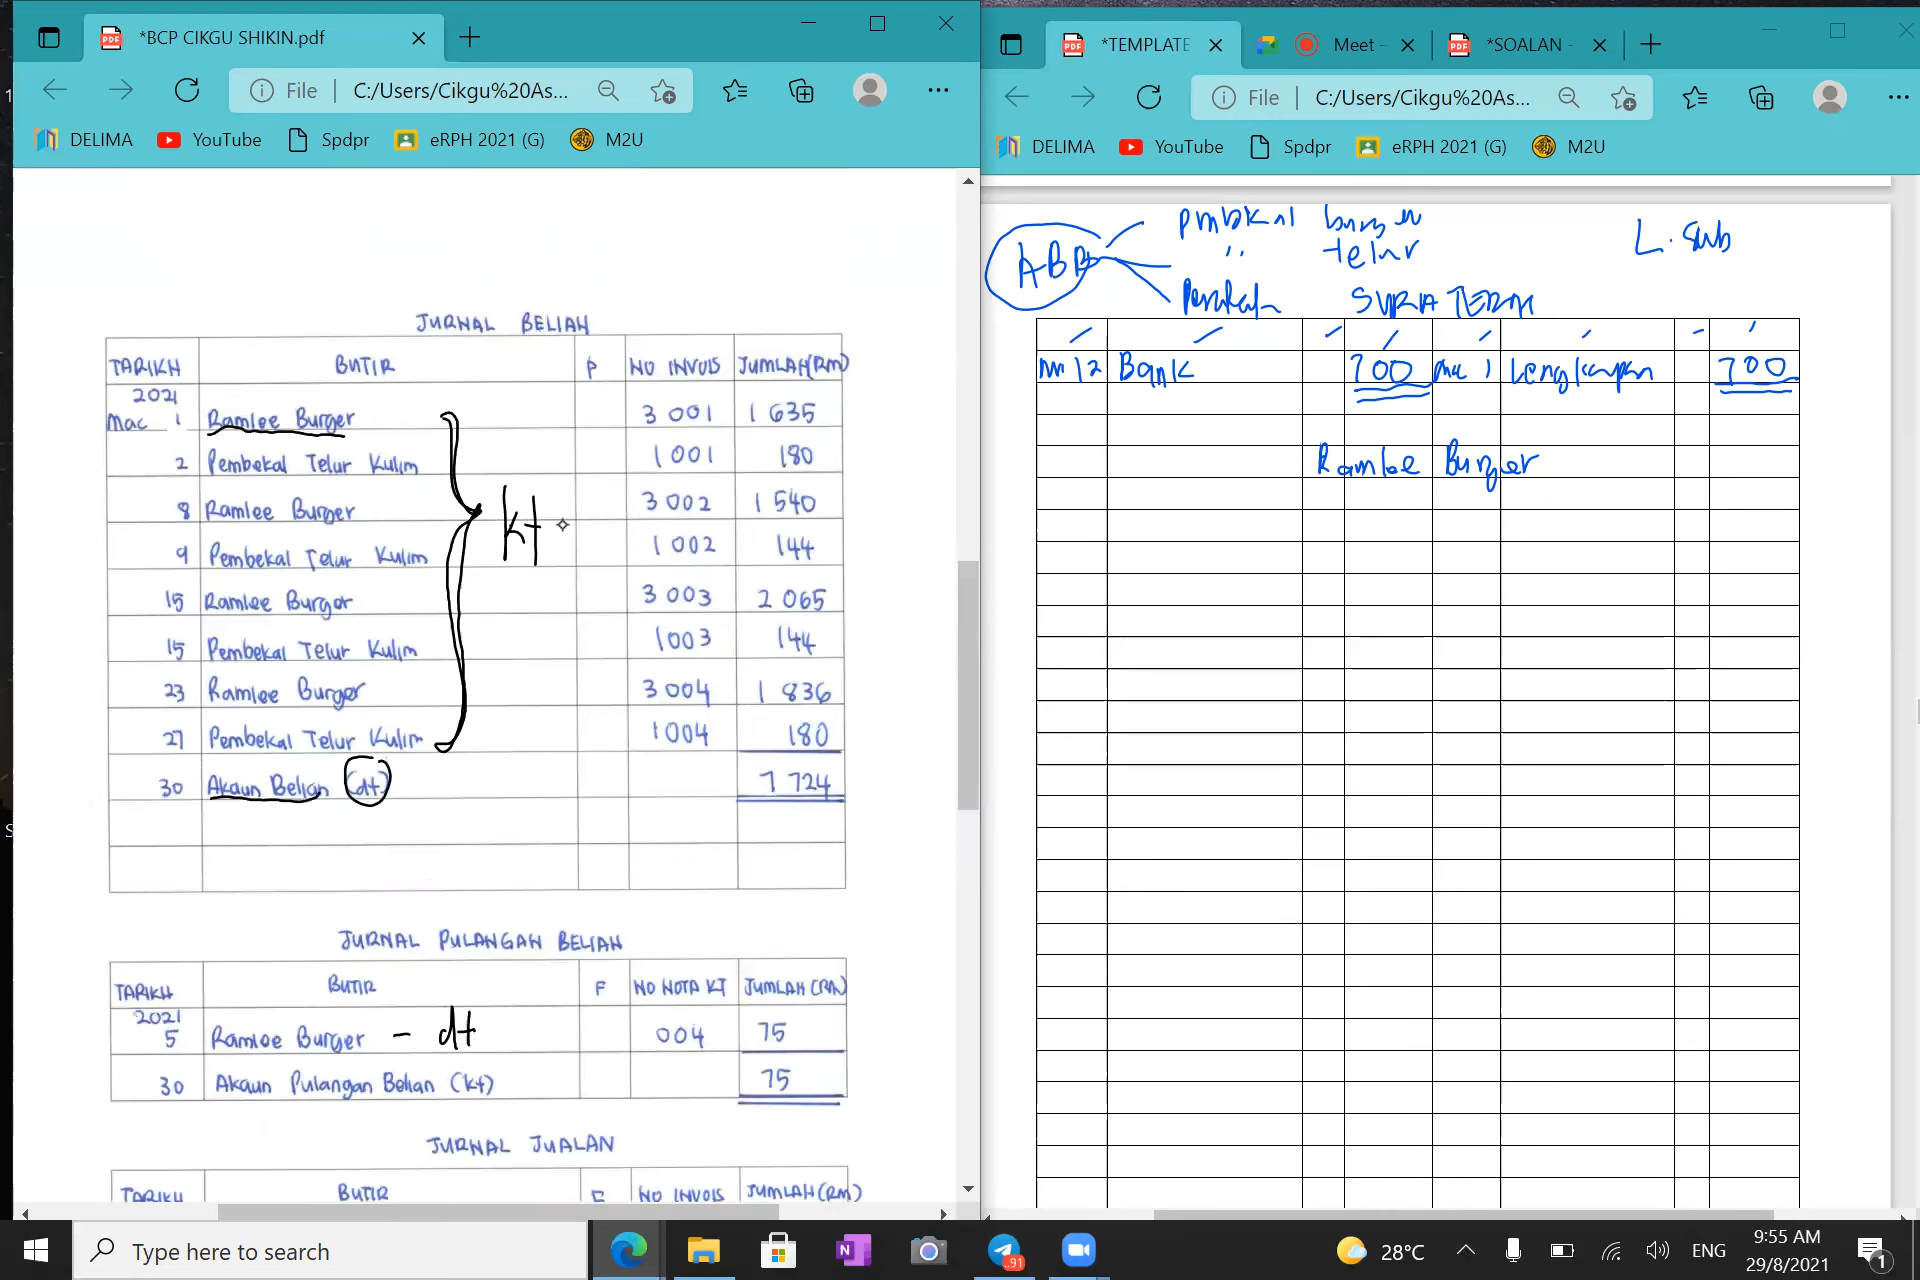 *BCP CIKGU SHIKIN.pdf
File C:/Users/Cikgu%20As...
DELIMA YouTube Spdpr eRPH 2021 (G) M2U
JURNAL BELIAN
TARIKH BUTIR F NO INVOIS JUMLAH(RM)
2021
Mac 1 Ramlee Burger 3 001 1 635
2 Pembekal Telur Kulim 1 001 180
8 Ramlee Burger 3 002 1 540
kt
9 Pembekal Telur Kulim 1 002 144
15 Ramlee Burger 3 003 2 065
15 Pembekal Telur Kulim 1003 144
23 Ramlee Burger 3 004 1 836
27 Pembekal Telur Kulim 1004 180
30 Akaun Belian (dt) 7 724
JURNAL PULANGAN BELIAN
TARIKH BUTIR F NO NOTA KT JUMLAH (RM)
2021
5 Ramlee Burger - dt 004 75
30 Akaun Pulangan Belian (kt) 75
JURNAL JUALAN
TARIKH BUTIR F NO INVOIS JUMLAH (RM)
*TEMPLATE Meet - *SOALAN -
File C:/Users/Cikgu%20As...
DELIMA YouTube Spdpr eRPH 2021 (G) M2U
ABB
burger
L. Sub
" telur
SURIA TERM
12 Bank 700 Mac 1 Lengkapan 700
Ramlee Burger
Type here to search
91
28°C ENG 9:55 AM
29/8/2021
1